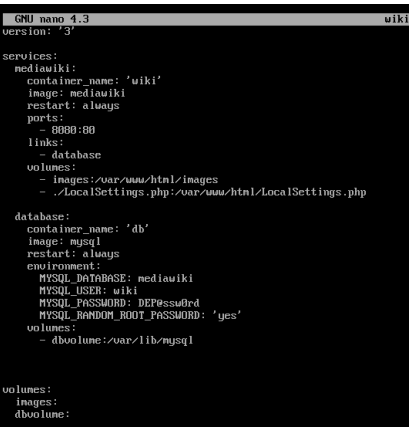 GNU nano 4.3 wiki
version: '3'
services:
mediawiki:
container_name: 'wiki'
image: mediawiki
restart: always
ports:
- 8080:80
links:
- database
volumes:
- images:/var/www/html/images
- ./LocalSettings.php:/var/www/html/LocalSettings.php
database:
container_name: 'db'
image: mysql
restart: always
environment:
MYSQL_DATABASE: mediawiki
MYSQL_USER: wiki
MYSQL_PASSWORD: DEP@ssw0rd
MYSQL_RANDOM_ROOT_PASSWORD: 'yes'
volumes:
- dbvolume:/var/lib/mysql
volumes:
images:
dbvolume: